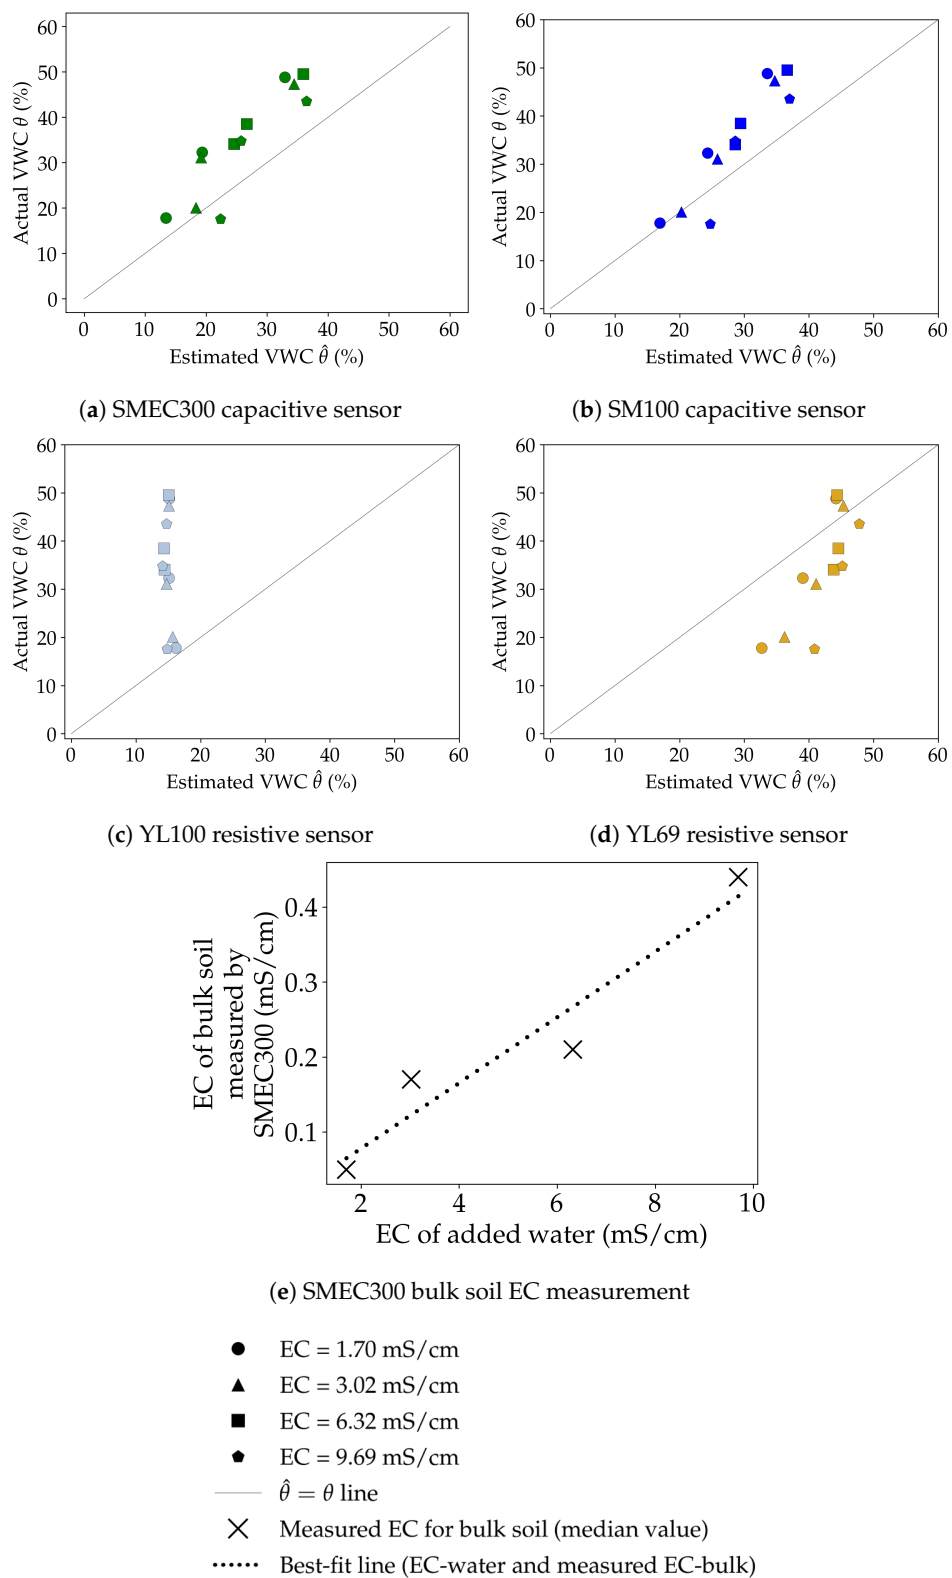 60
50
40
30
20
10
0
Actual VWC θ (%)
0 10 20 30 40 50 60
Estimated VWC θ̂ (%)
(a) SMEC300 capacitive sensor
60
50
40
30
20
10
0
Actual VWC θ (%)
0 10 20 30 40 50 60
Estimated VWC θ̂ (%)
(b) SM100 capacitive sensor
60
50
40
30
20
10
0
Actual VWC θ (%)
0 10 20 30 40 50 60
Estimated VWC θ̂ (%)
(c) YL100 resistive sensor
60
50
40
30
20
10
0
Actual VWC θ (%)
0 10 20 30 40 50 60
Estimated VWC θ̂ (%)
(d) YL69 resistive sensor
EC of bulk soil
measured by
SMEC300 (mS/cm)
0.4
0.3
0.2
0.1
2 4 6 8 10
EC of added water (mS/cm)
(e) SMEC300 bulk soil EC measurement
EC = 1.70 mS/cm
EC = 3.02 mS/cm
EC = 6.32 mS/cm
EC = 9.69 mS/cm
θ̂ = θ line
Measured EC for bulk soil (median value)
Best-fit line (EC-water and measured EC-bulk)